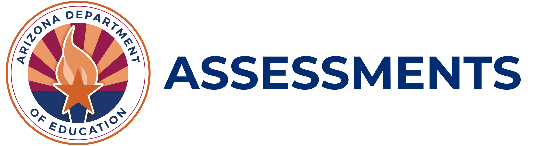 ARIZONA DEPARTMENT
OF EDUCATION
ASSESSMENTS